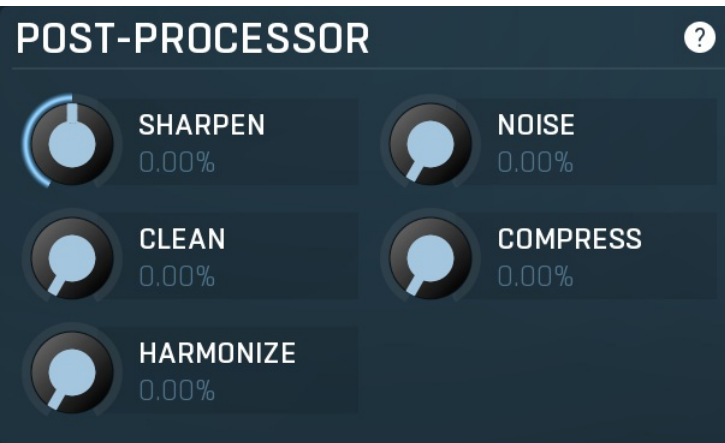 POST-PROCESSOR
?
SHARPEN
0.00%
NOISE
0.00%
CLEAN
0.00%
COMPRESS
0.00%
HARMONIZE
0.00%